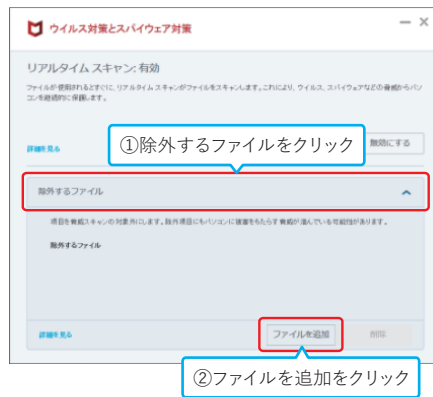 ウイルス対策とスパイウェア対策
リアルタイム スキャン: 有効
ファイルが使用されるとすぐに、リアルタイム スキャンがファイルをスキャンします。これにより、ウイルス、スパイウェアなどの脅威からパソ
コンを継続的に保護します。
①除外するファイルをクリック
詳細を見る
無効にする
除外するファイル
項目を脅威スキャンの対象外にします。除外項目にもパソコンに被害をもたらす脅威が潜んでいる可能性があります。
除外するファイル
詳細を見る
ファイルを追加
削除
②ファイルを追加をクリック